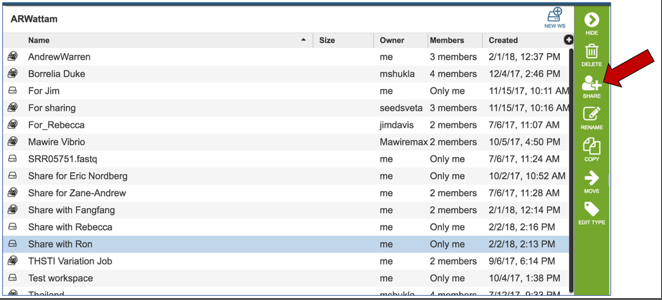 ARWattam
NEW WS
Name Size Owner Members Created
AndrewWarren me 3 members 2/1/18, 12:37 PM
Borrelia Duke mshukla 4 members 12/4/17, 2:46 PM
For Jim me Only me 11/15/17, 10:11 AM
For sharing seedsveta 3 members 11/15/17, 10:16 AM
For_Rebecca jimdavis 2 members 7/6/17, 11:07 AM
Mawire Vibrio Mawiremax 2 members 10/5/17, 4:50 PM
SRR05751.fastq me Only me 7/6/17, 11:24 AM
Share for Eric Nordberg me Only me 10/2/17, 10:52 AM
Share for Zane-Andrew me 2 members 7/6/17, 11:28 AM
Share with Fangfang me 2 members 2/1/18, 12:14 PM
Share with Rebecca me Only me 2/2/18, 2:16 PM
Share with Ron me Only me 2/2/18, 2:13 PM
THSTI Variation Job me 2 members 9/6/17, 6:14 PM
Test workspace me Only me 10/4/17, 1:38 PM
Thailand mshukla 4 members 7/12/17, 9:33 AM
HIDE
DELETE
SHARE
RENAME
COPY
MOVE
EDIT TYPE